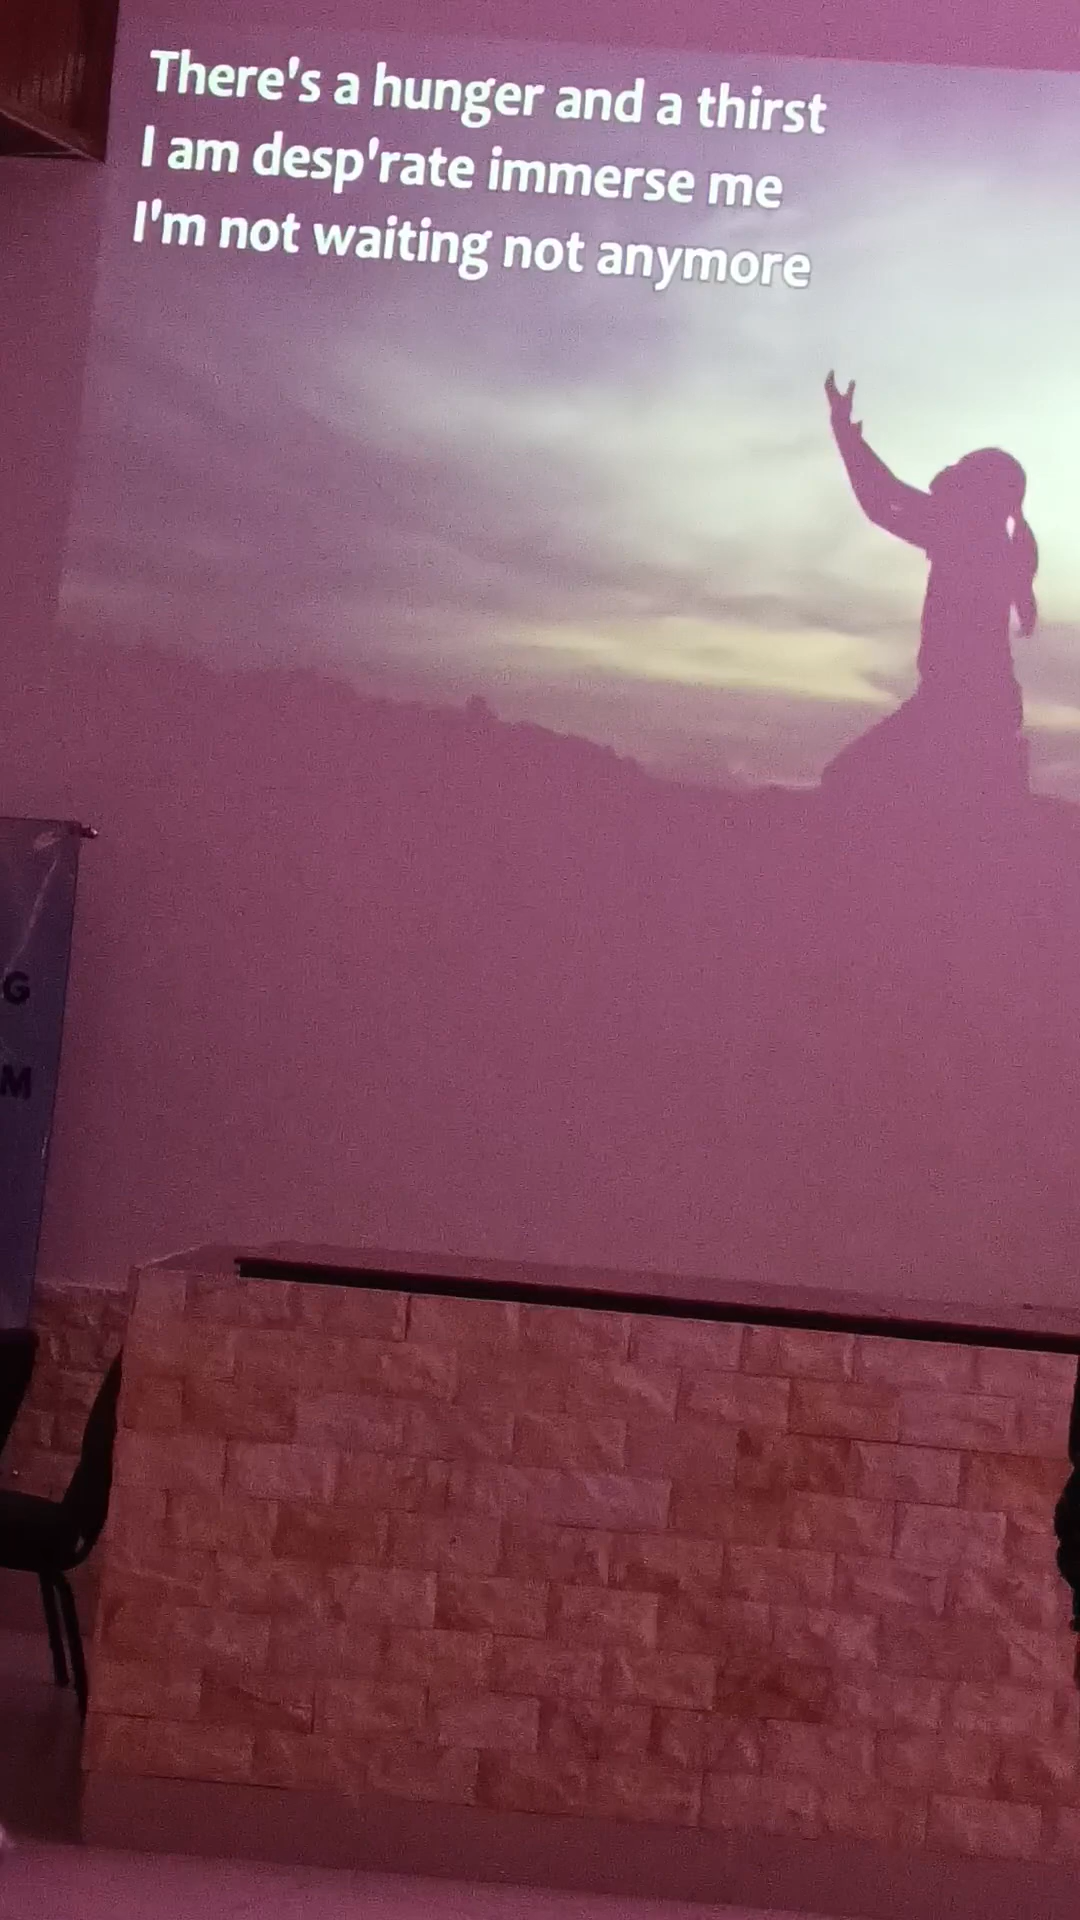 There's a hunger and a thirst
I am desp'rate immerse me
I'm not waiting not anymore
G
M